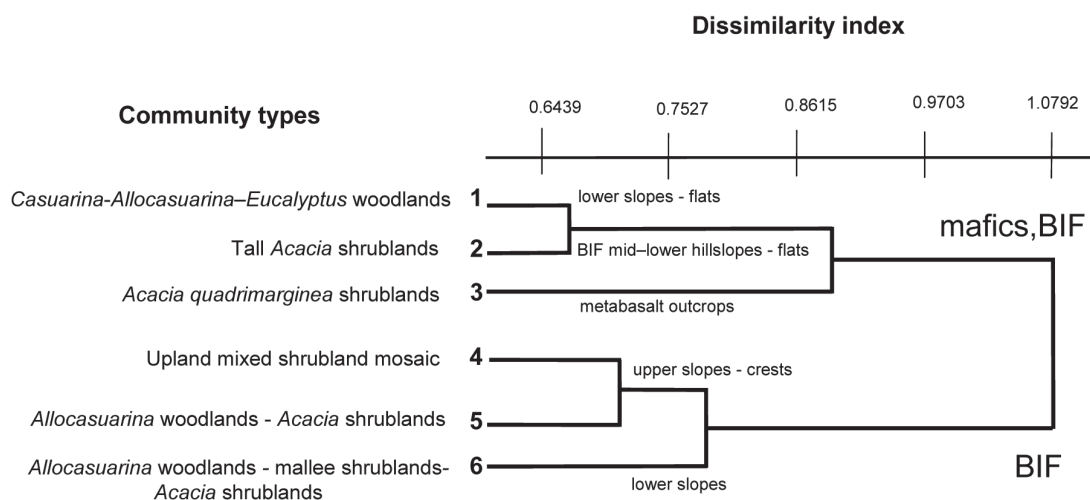 Dissimilarity index
0.6439 0.7527 0.8615 0.9703 1.0792
Community types
Casuarina-Allocasuarina–Eucalyptus woodlands 1 lower slopes - flats
mafics,BIF
Tall Acacia shrublands 2 BIF mid–lower hillslopes - flats
Acacia quadrimarginea shrublands 3
metabasalt outcrops
Upland mixed shrubland mosaic 4
upper slopes - crests
Allocasuarina woodlands - Acacia shrublands 5
Allocasuarina woodlands - mallee shrublands- 6
Acacia shrublands
lower slopes
BIF